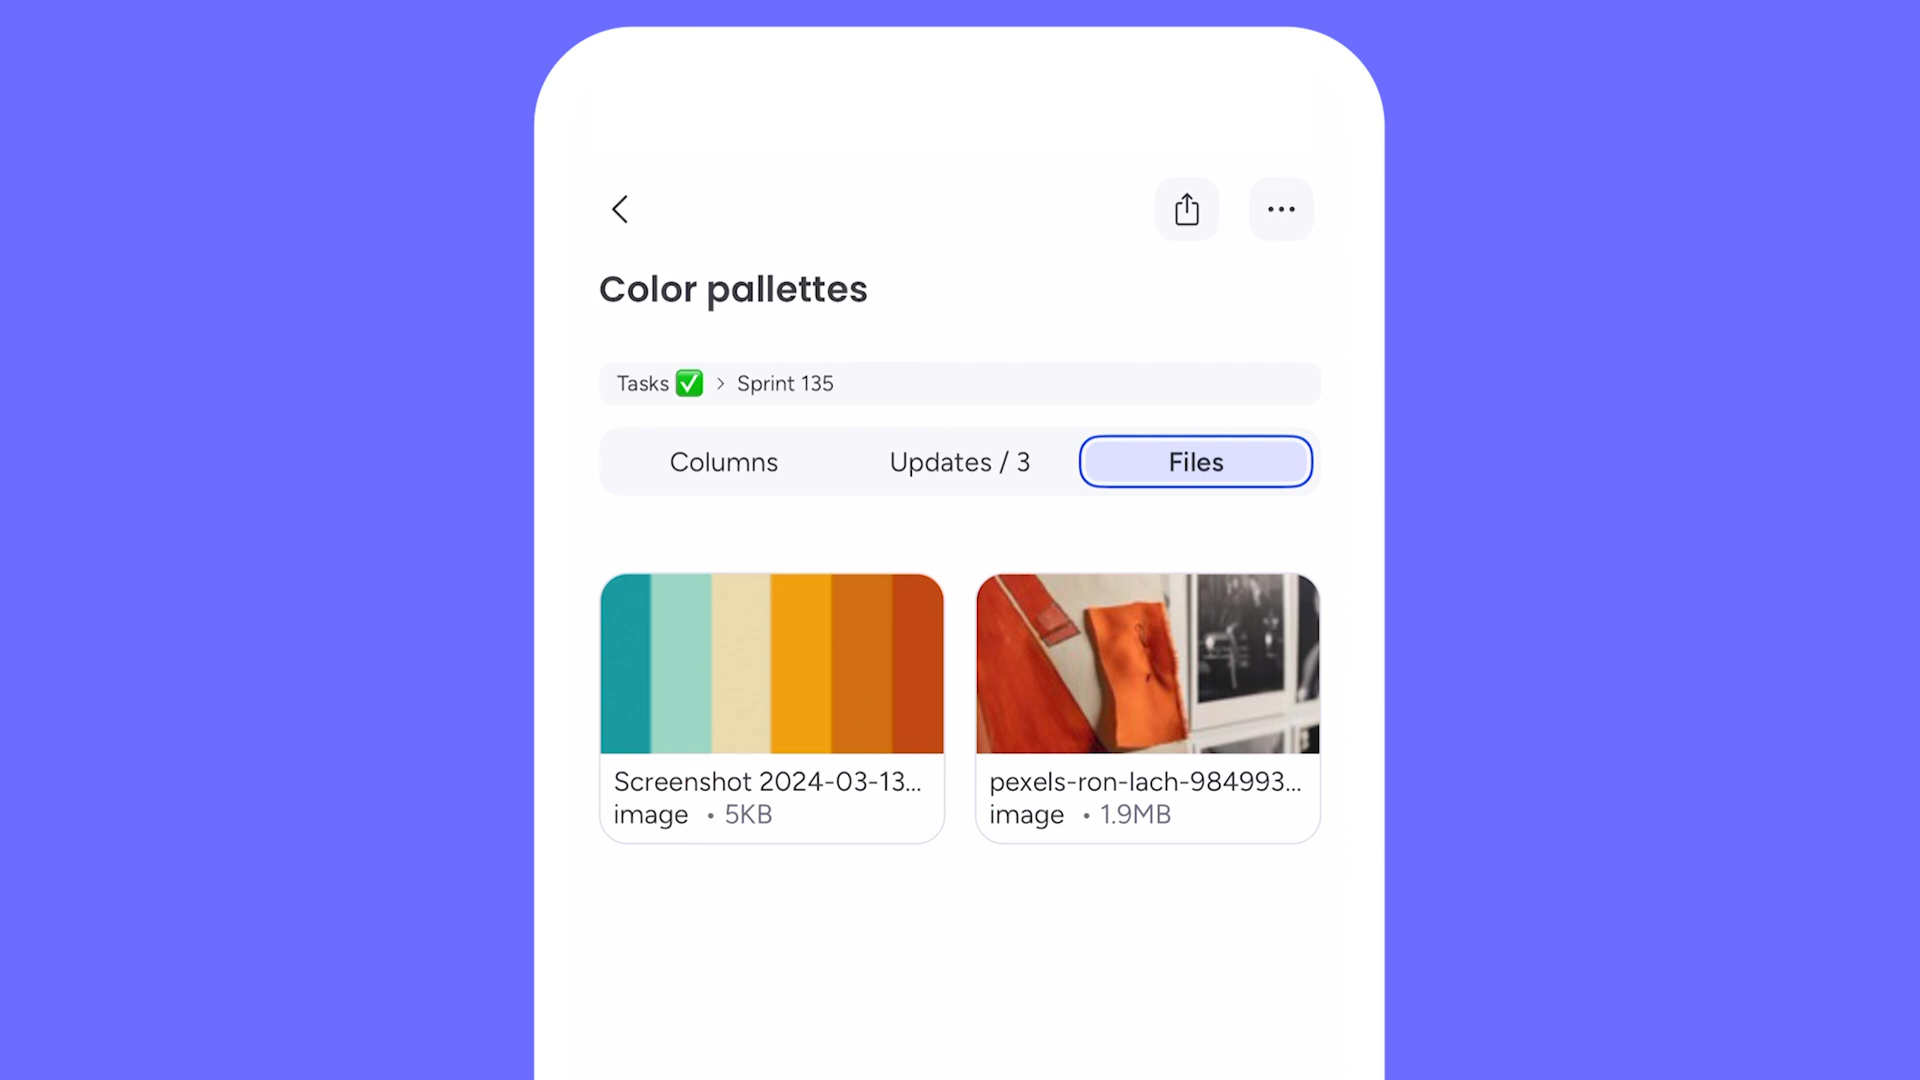 Color pallettes
Tasks ✅ > Sprint 135
Columns
Updates / 3
Files
Screenshot 2024-03-13...
image • 5KB
pexels-ron-lach-984993...
image • 1.9MB